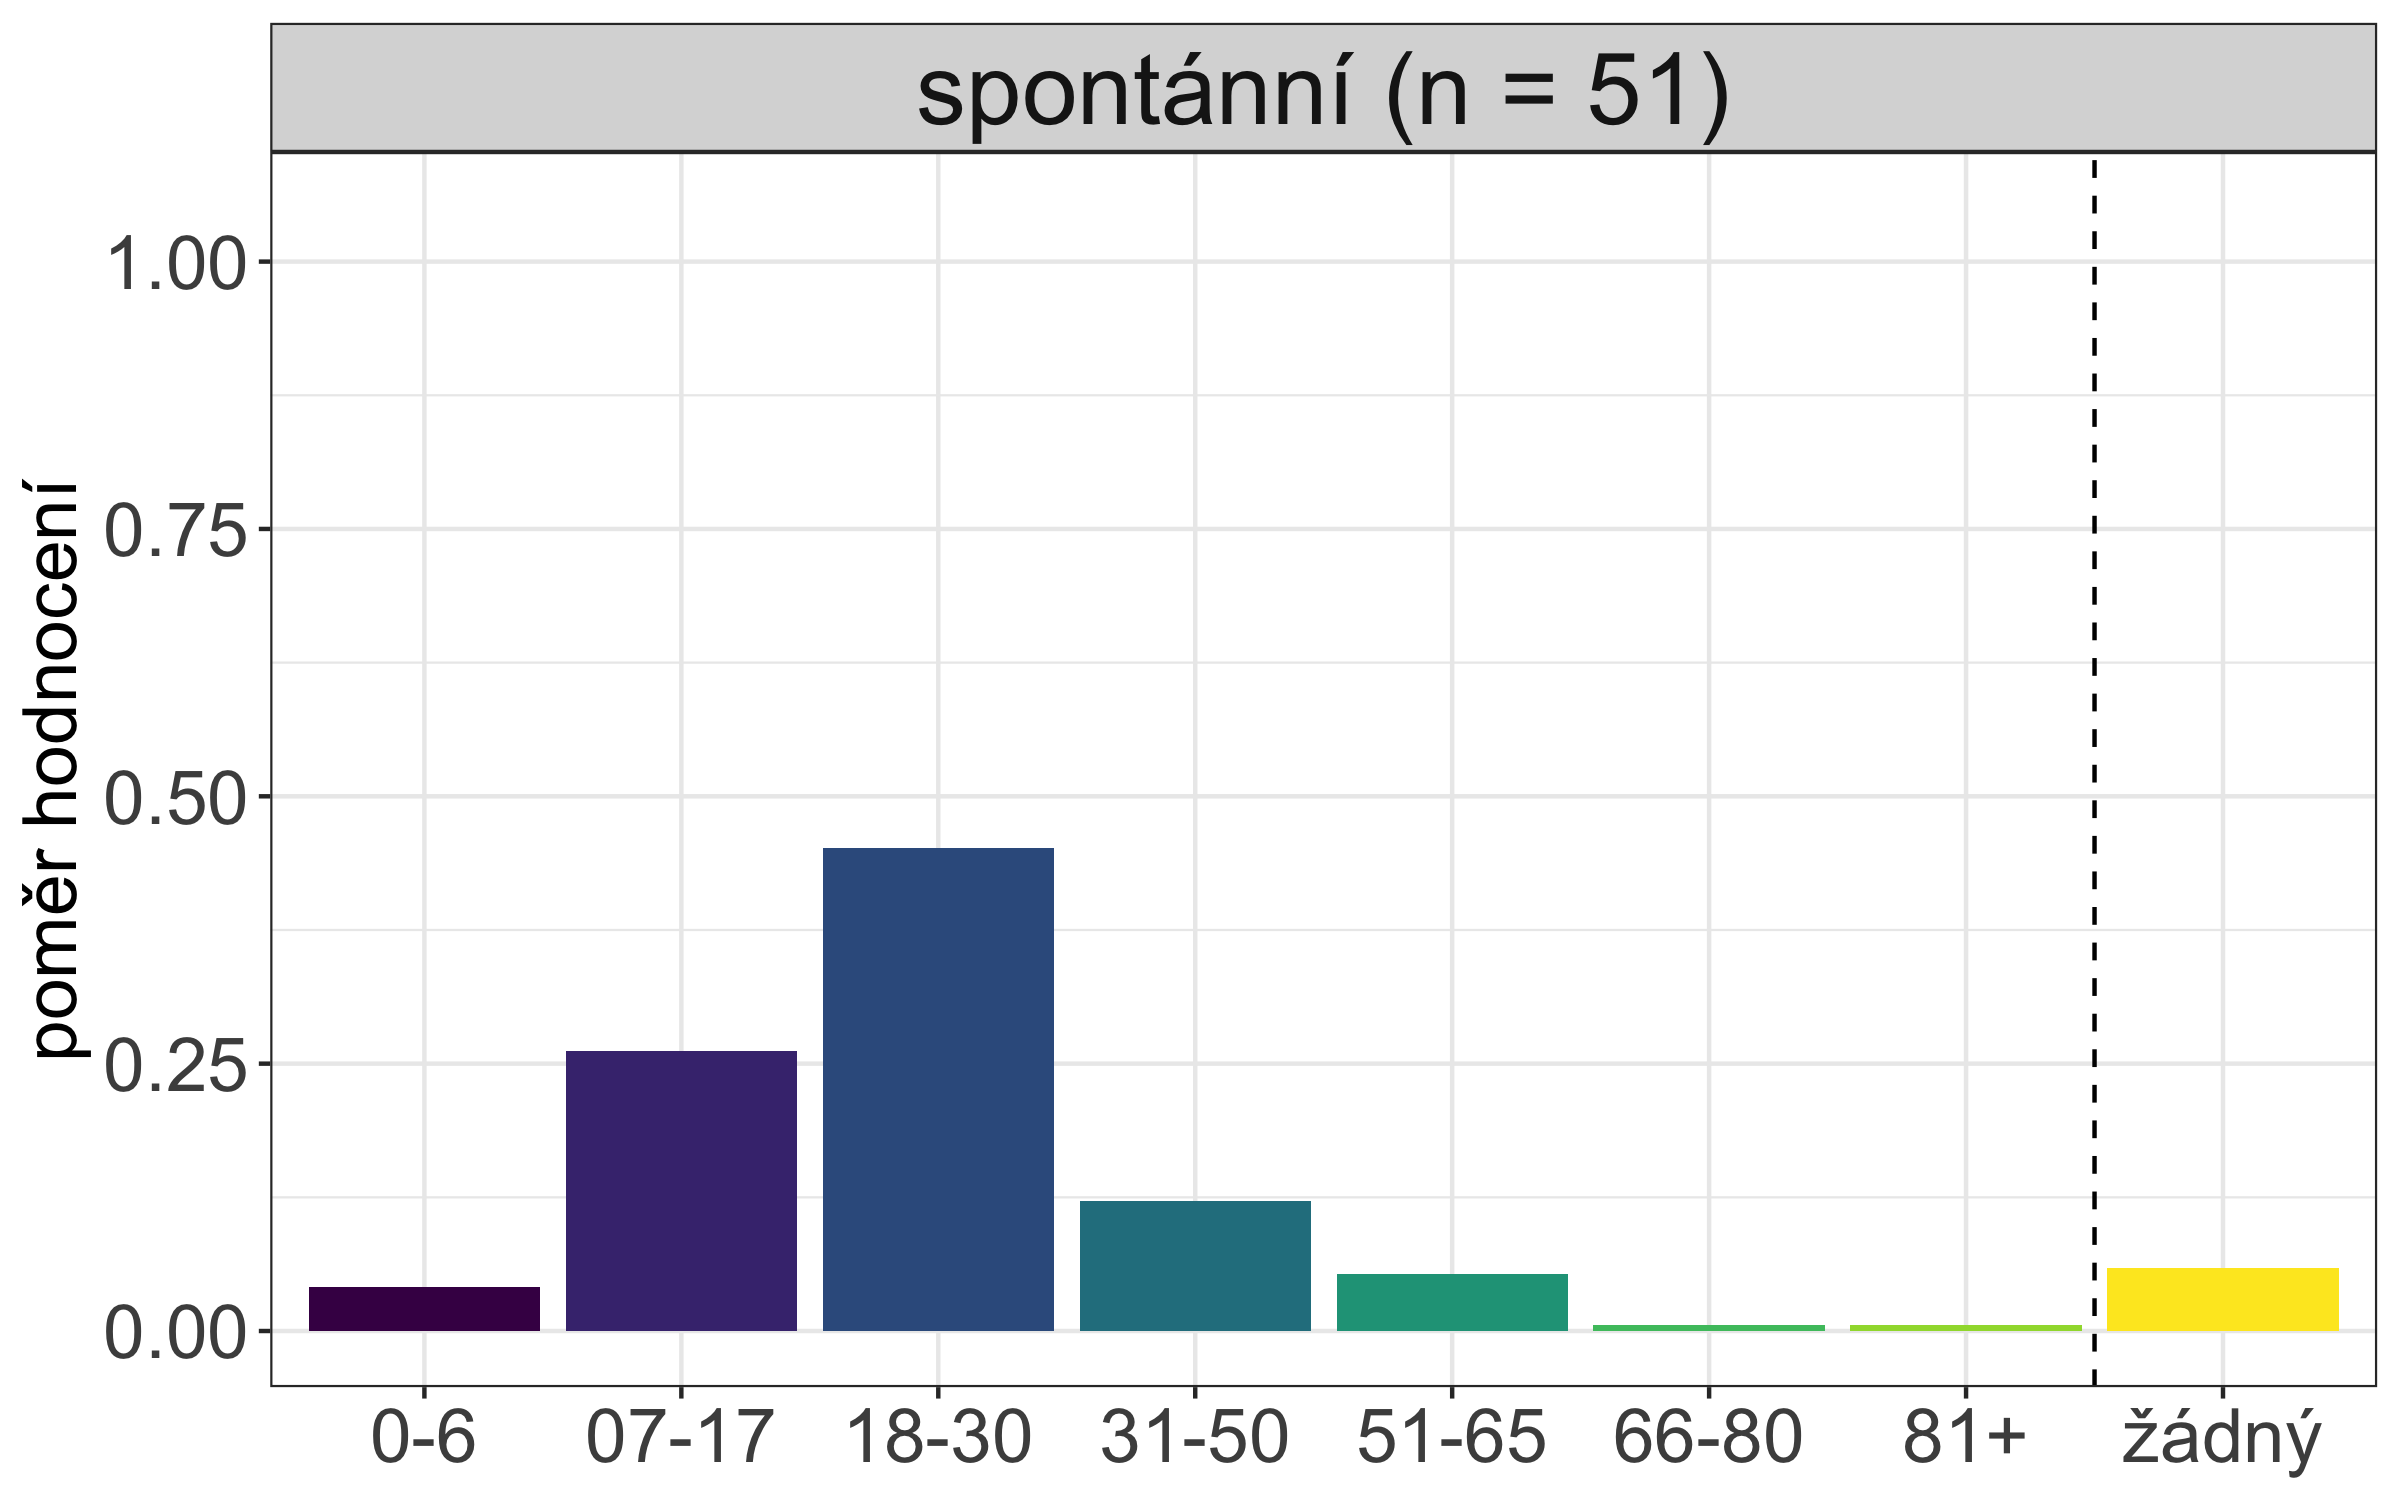 spontánní (n = 51)
poměr hodnocení
1.00
0.75
0.50
0.25
0.00
0-6 07-17 18-30 31-50 51-65 66-80 81+ žádný